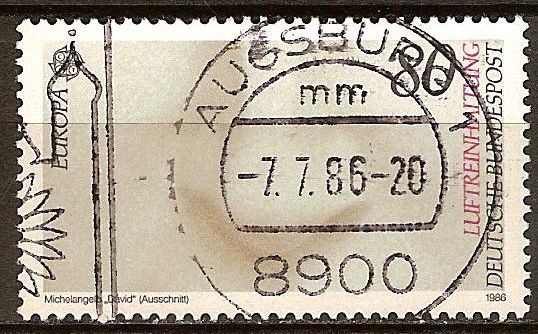 EUROPA
80
AUGSBURG
mm
-7.7.86-20
8900
LUFTREINHALTUNG
DEUTSCHE BUNDESPOST
Michelangelo „David" (Ausschnitt)
1986